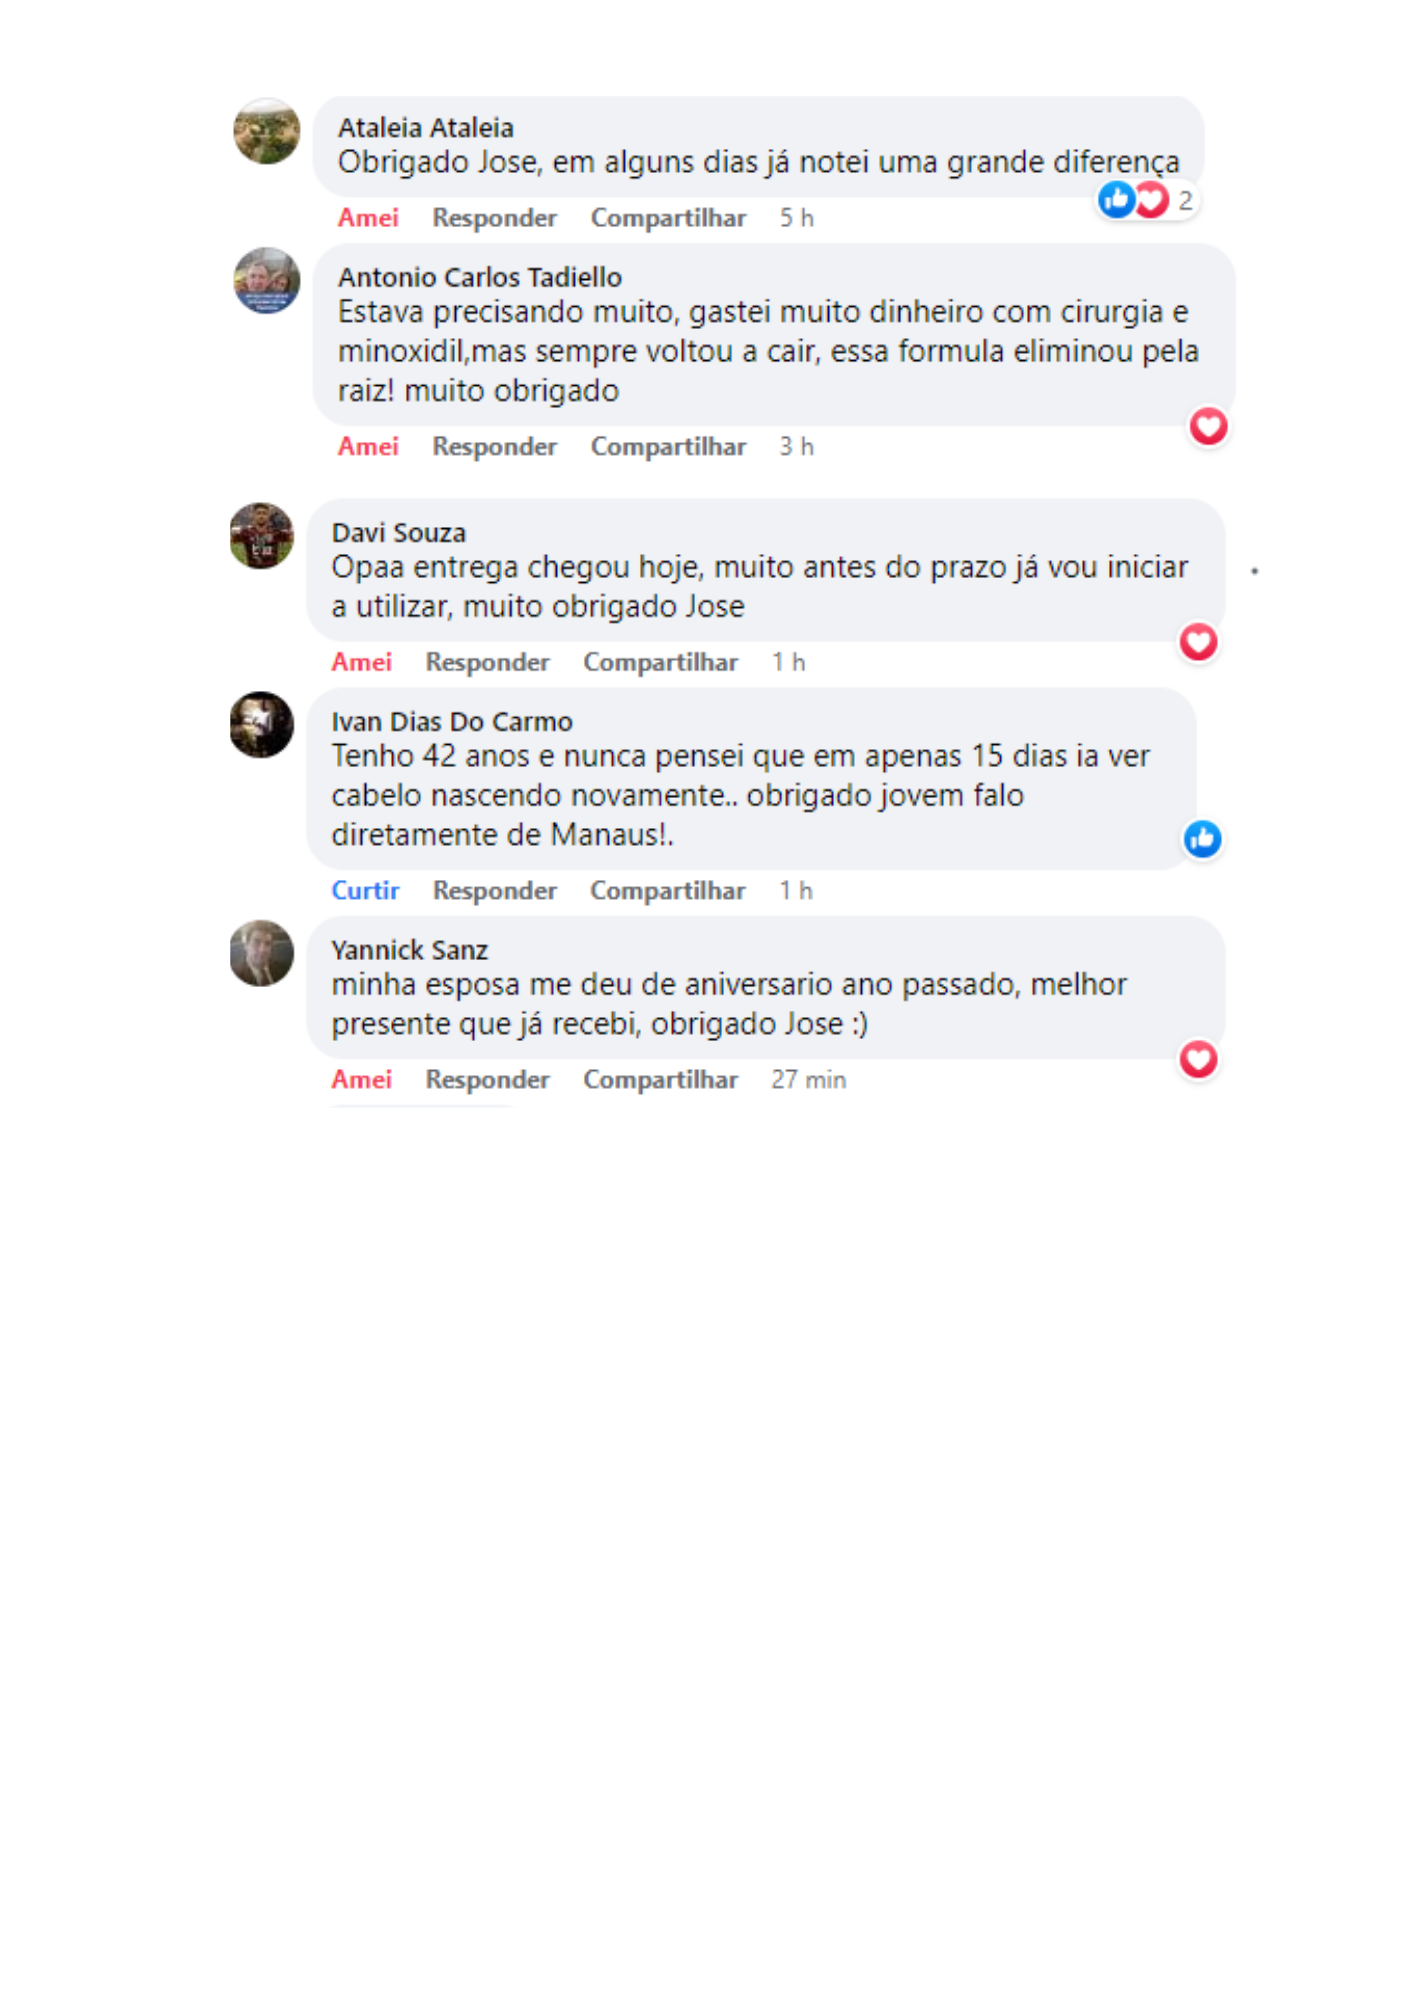 Ataleia Ataleia
Obrigado Jose, em alguns dias já notei uma grande diferença
2
Amei Responder Compartilhar 5 h
Antonio Carlos Tadiello
Estava precisando muito, gastei muito dinheiro com cirurgia e
minoxidil,mas sempre voltou a cair, essa formula eliminou pela
raiz! muito obrigado
Amei Responder Compartilhar 3 h
Davi Souza
Opaa entrega chegou hoje, muito antes do prazo já vou iniciar
a utilizar, muito obrigado Jose
Amei Responder Compartilhar 1 h
Ivan Dias Do Carmo
Tenho 42 anos e nunca pensei que em apenas 15 dias ia ver
cabelo nascendo novamente.. obrigado jovem falo
diretamente de Manaus!.
Curtir Responder Compartilhar 1 h
Yannick Sanz
minha esposa me deu de aniversario ano passado, melhor
presente que já recebi, obrigado Jose :)
Amei Responder Compartilhar 27 min